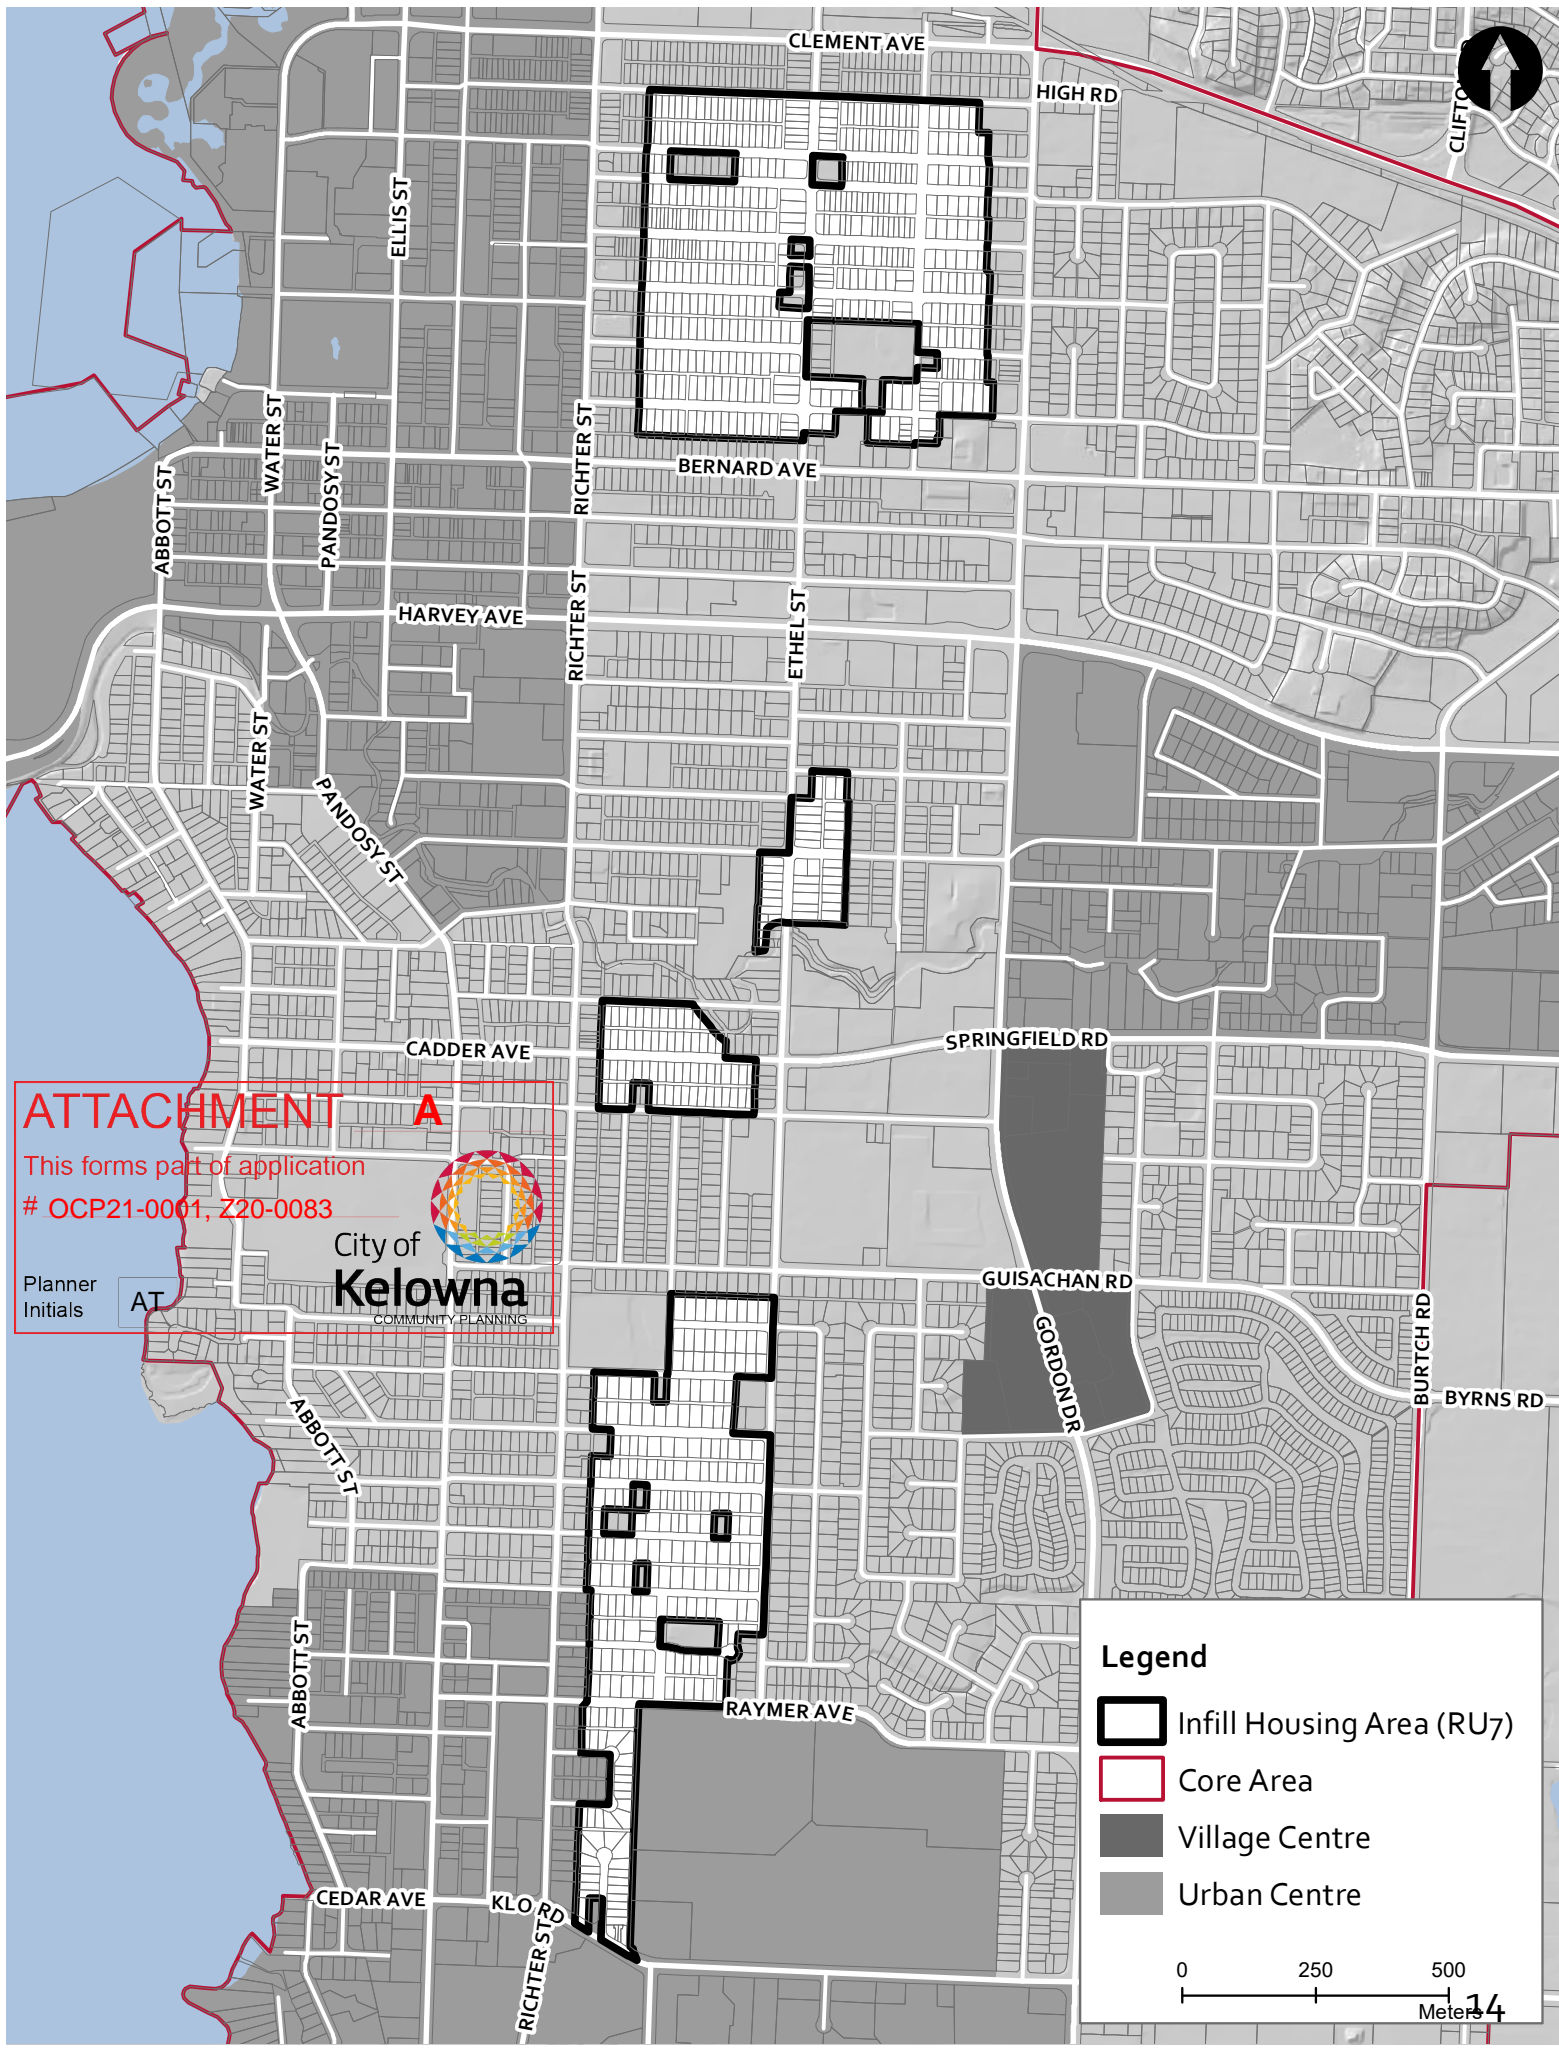 CLEMENT AVE
HIGH RD
ELLIS ST
WATER ST
PANDOSY ST
RICHTER ST
ABBOTT ST
BERNARD AVE
HARVEY AVE
RICHTER ST
ETHEL ST
WATER ST
PANDOSY ST
CADDER AVE
SPRINGFIELD RD
ATTACHMENT A
This forms part of application
# OCP21-0001, Z20-0083
City of
Kelowna
COMMUNITY PLANNING
Planner
Initials
AT
GUISACHAN RD
GORDON DR
BURTCH RD
BYRNS RD
ABBOTT ST
ABBOTT ST
RAYMER AVE
CEDAR AVE
KLO RD
RICHTER ST
Legend
Infill Housing Area (RU7)
Core Area
Village Centre
Urban Centre
0 250 500
Meters
14